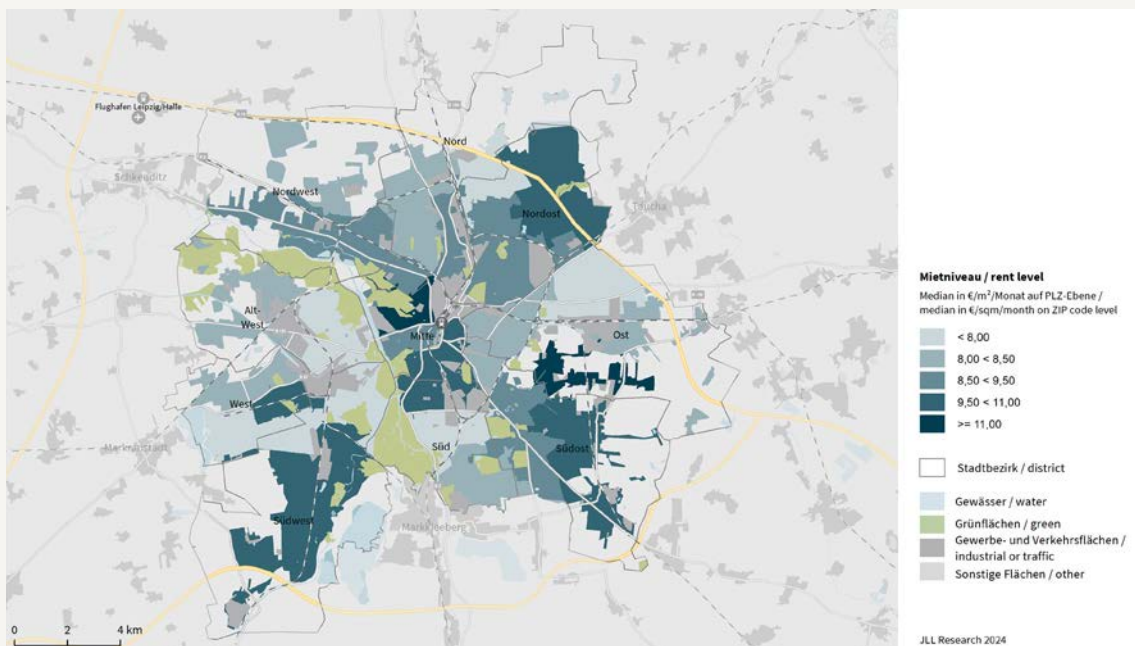 Flughafen Leipzig/Halle
Nord
Schkeuditz
Nordwest
Taucha
Nordost
Alt-
West
Mitte
Ost
West
Markranstädt
Süd
Südost
Südwest
Markkleeberg
0 2 4 km
Mietniveau / rent level
Median in €/m²/Monat auf PLZ-Ebene /
median in €/sqm/month on ZIP code level
< 8,00
8,00 < 8,50
8,50 < 9,50
9,50 < 11,00
>= 11,00
Stadtbezirk / district
Gewässer / water
Grünflächen / green
Gewerbe- und Verkehrsflächen /
industrial or traffic
Sonstige Flächen / other
JLL Research 2024